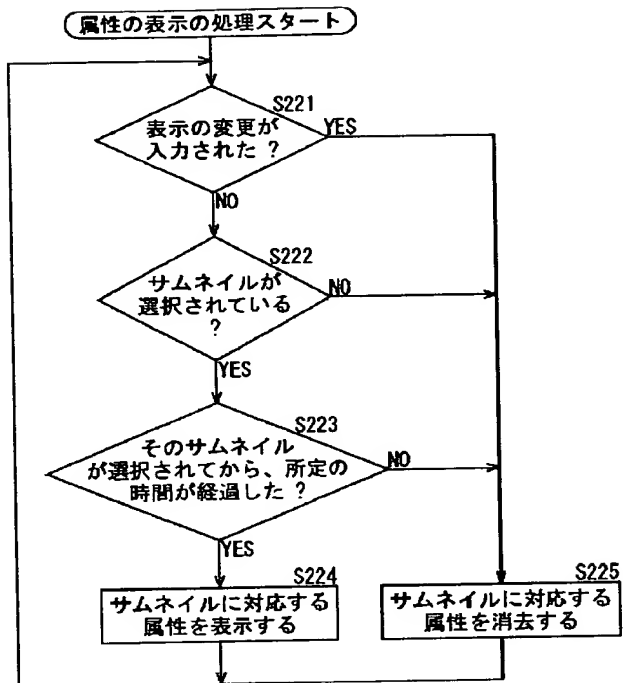 属性の表示の処理スタート
S221
表示の変更が
入力された ?
YES
NO
S222
サムネイルが
選択されている
?
NO
YES
S223
そのサムネイル
が選択されてから、所定の
時間が経過した ?
NO
YES
S224
サムネイルに対応する
属性を表示する
S225
サムネイルに対応する
属性を消去する